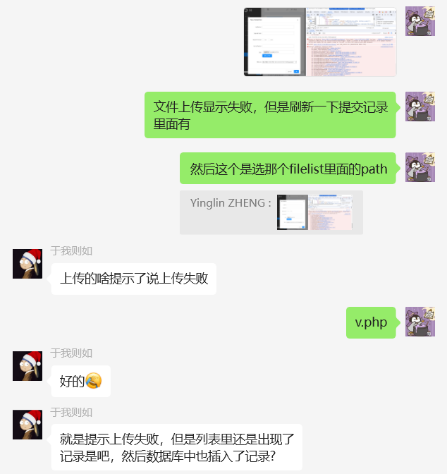 文件上传显示失败，但是刷新一下提交记录
里面有
然后这个是选那个filelist里面的path
Yinglin ZHENG :
于我则如
上传的啥提示了说上传失败
v.php
于我则如
好的
于我则如
就是提示上传失败，但是列表里还是出现了
记录是吧，然后数据库中也插入了记录?